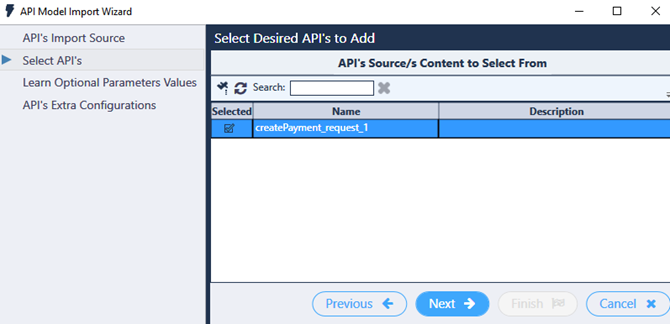 API Model Import Wizard
API's Import Source
Select API's
Learn Optional Parameters Values
API's Extra Configurations
Select Desired API's to Add
API's Source/s Content to Select From
Search:
Selected Name Description
createPayment_request_1
Previous Next Finish Cancel